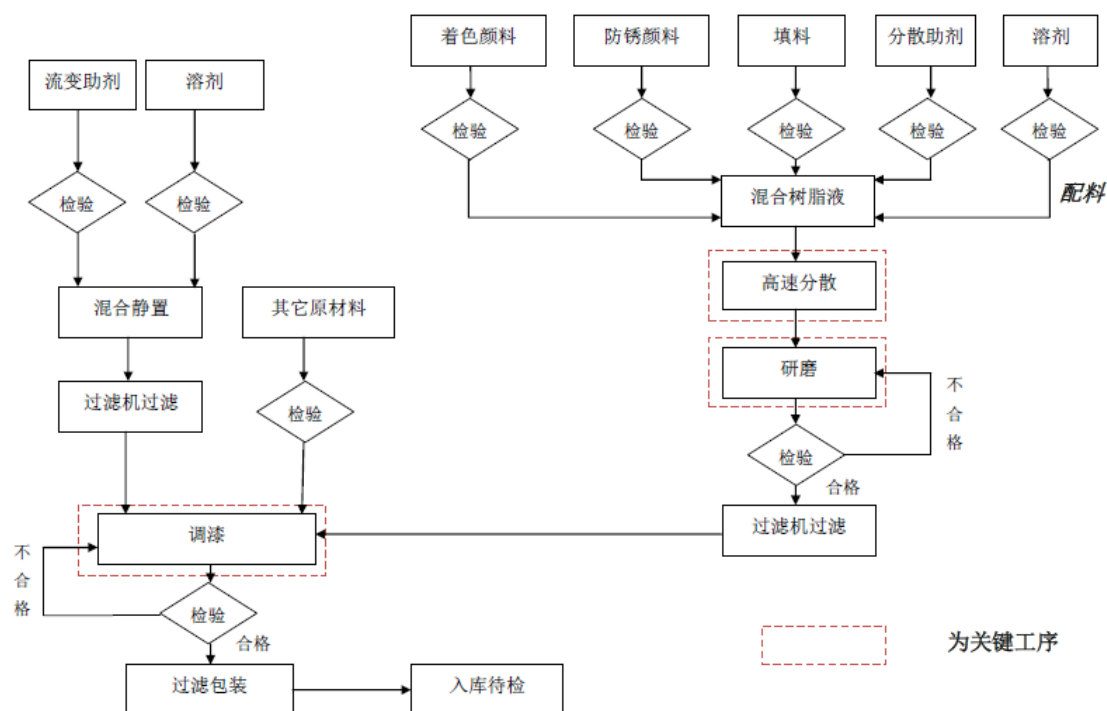 着色颜料
防锈颜料
填料
分散助剂
溶剂
流变助剂
溶剂
检验
检验
检验
检验
检验
检验
检验
混合树脂液
配料
高速分散
混合静置
其它原材料
研磨
不合格
过滤机过滤
检验
检验
合格
过滤机过滤
调漆
不合格
检验
合格
为关键工序
过滤包装
入库待检